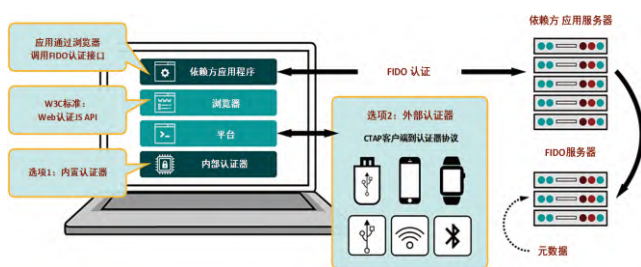 应用通过浏览器
调用FIDO认证接口
W3C标准：
Web认证JS API
选项1：内置认证器
依赖方应用程序
浏览器
平台
内部认证器
FIDO 认证
选项2：外部认证器
CTAP客户端到认证器协议
依赖方 应用服务器
FIDO服务器
元数据